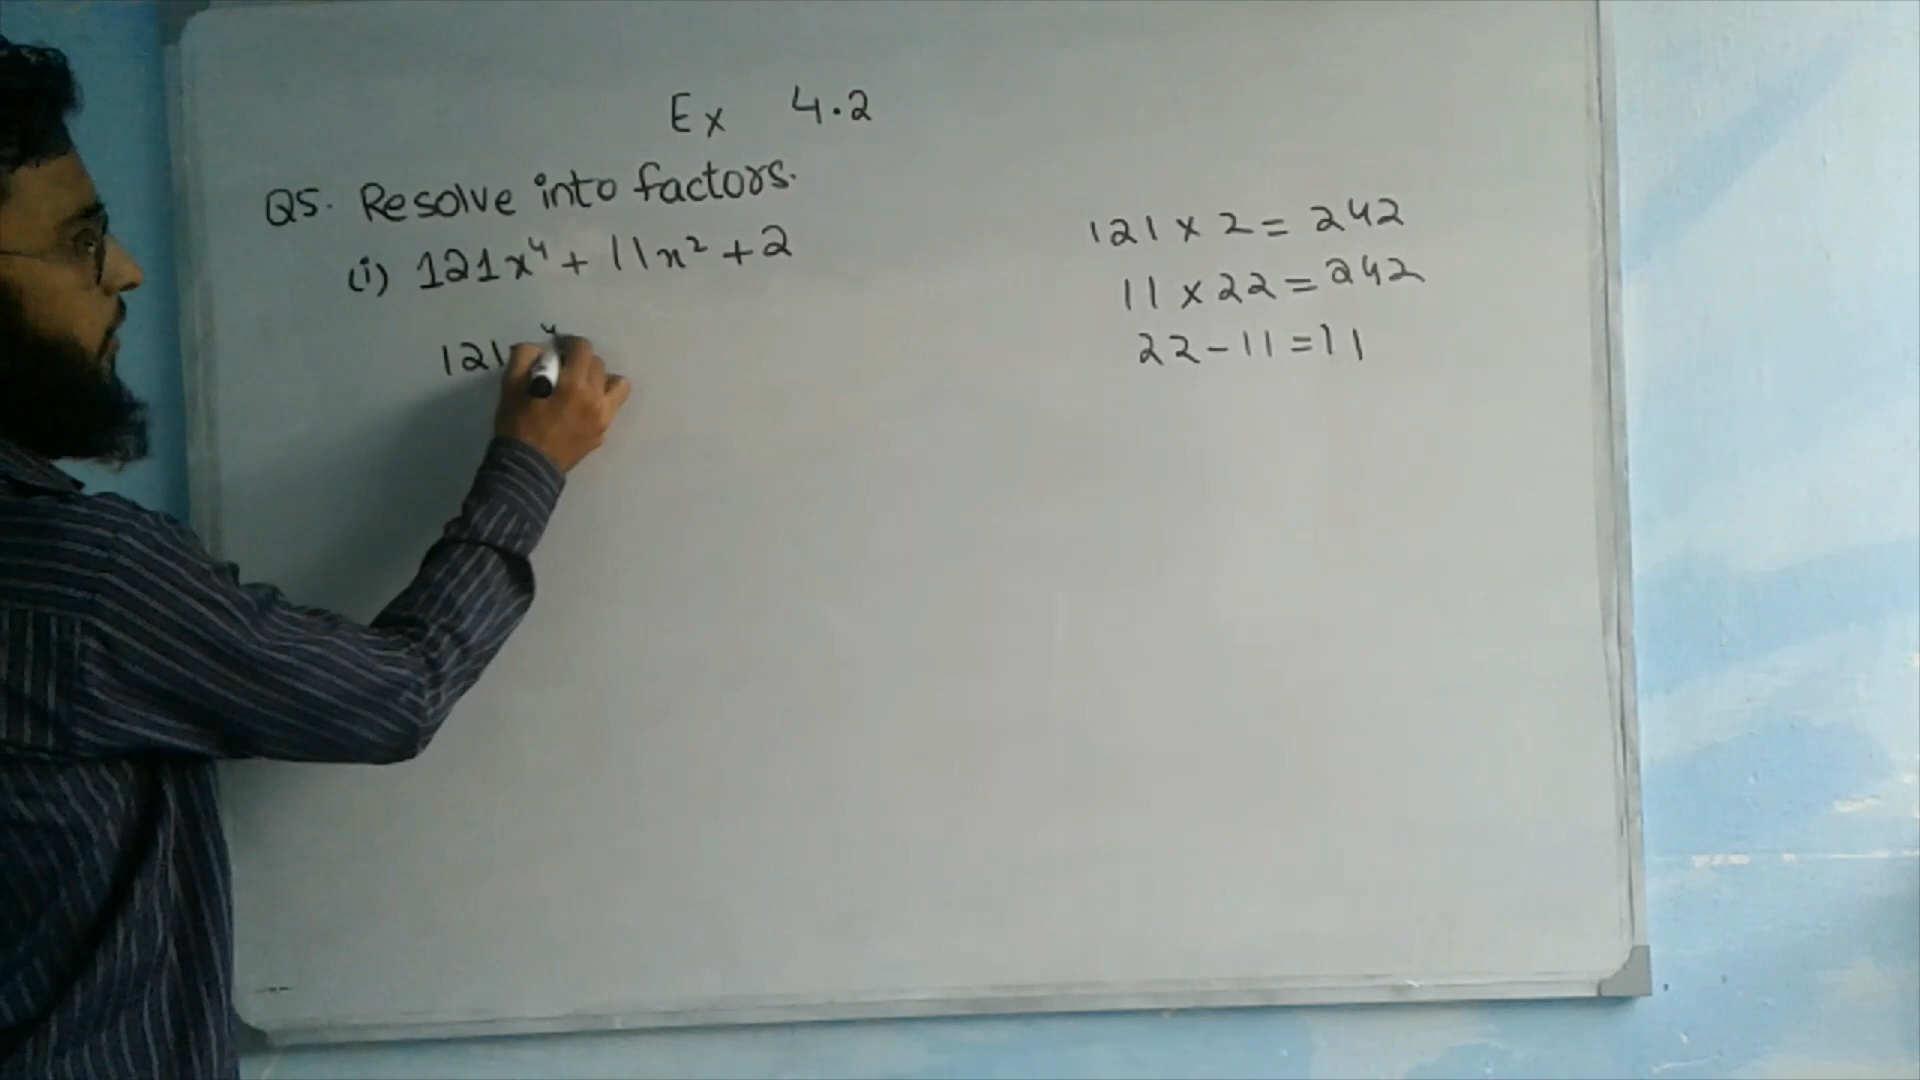 Ex 4.2
Q5. Resolve into factors.
(i) 121x⁴ + 11x² + 2
121 × 2 = 242
11 × 22 = 242
22 - 11 = 11
121